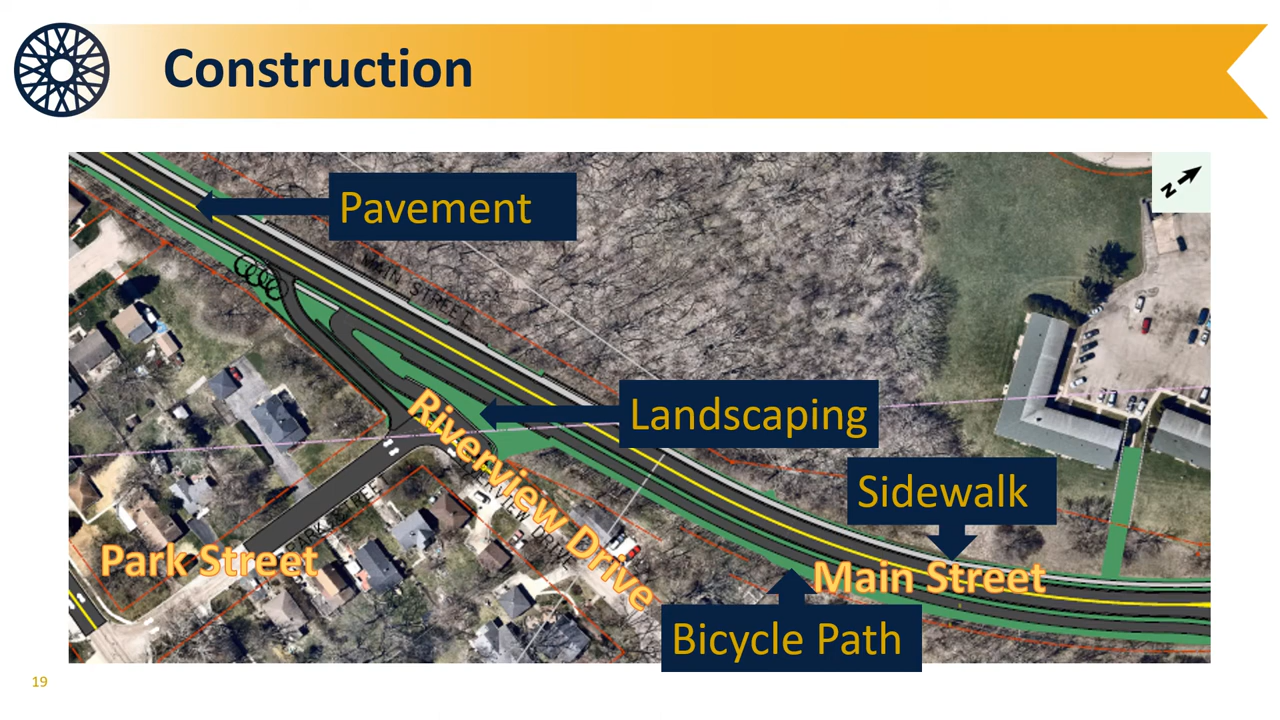 Construction
N
Pavement
MAIN STREET
Landscaping
Riverview Drive
Sidewalk
Park Street
Main Street
Bicycle Path
19